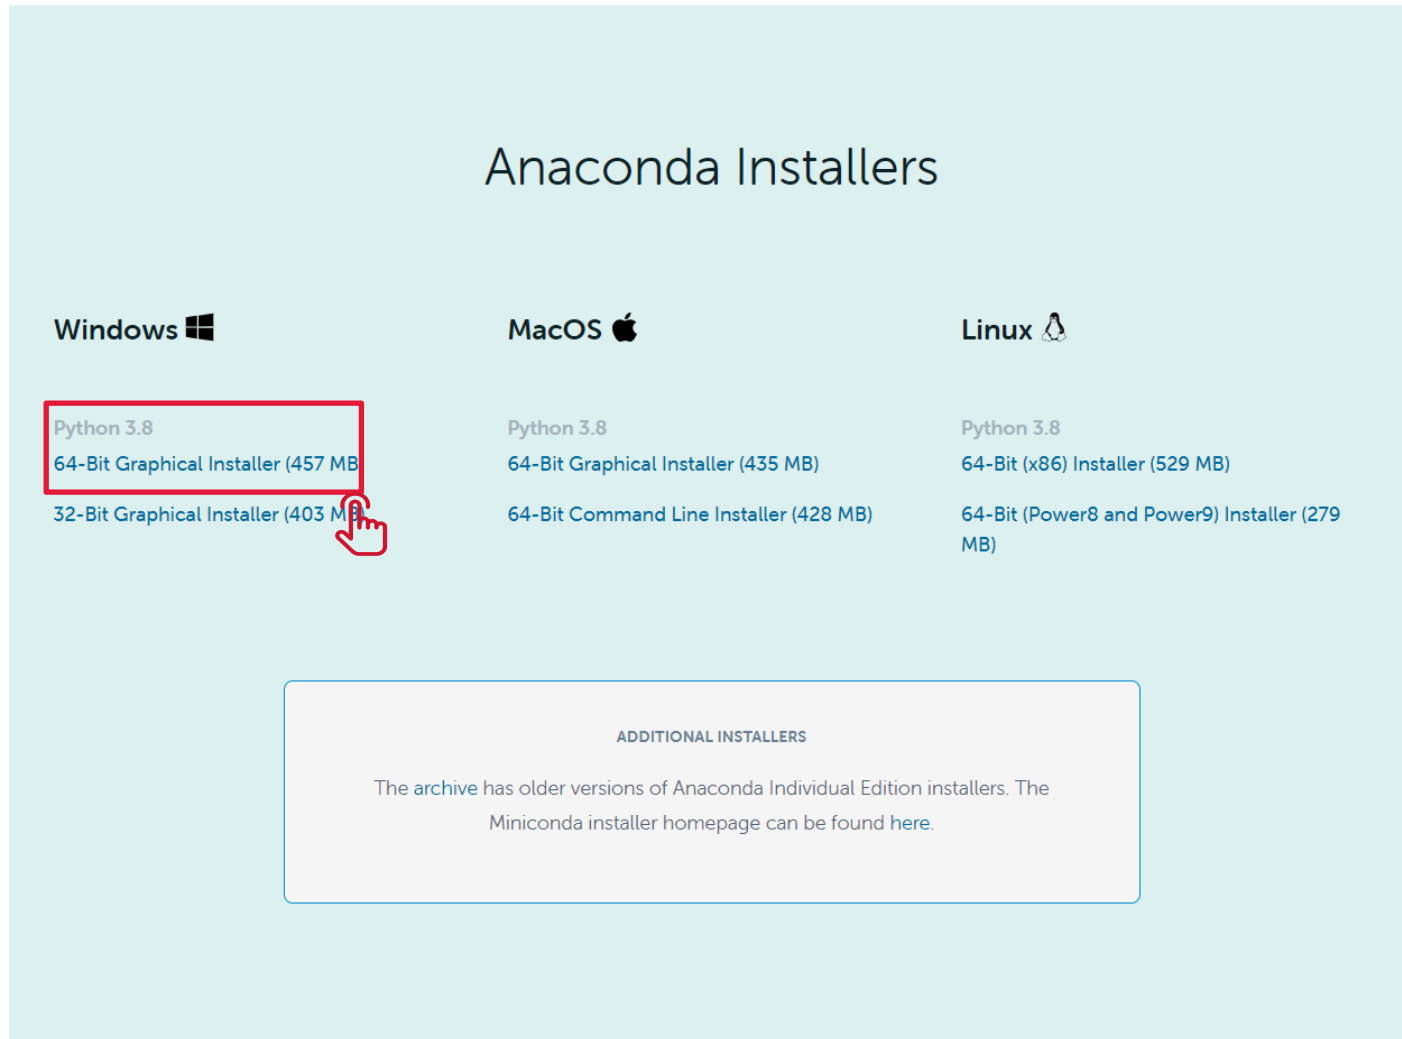 Anaconda Installers
Windows
Python 3.8
64-Bit Graphical Installer (457 MB
32-Bit Graphical Installer (403 MB)
MacOS
Python 3.8
64-Bit Graphical Installer (435 MB)
64-Bit Command Line Installer (428 MB)
Linux
Python 3.8
64-Bit (x86) Installer (529 MB)
64-Bit (Power8 and Power9) Installer (279
MB)
ADDITIONAL INSTALLERS
The archive has older versions of Anaconda Individual Edition installers. The
Miniconda installer homepage can be found here.